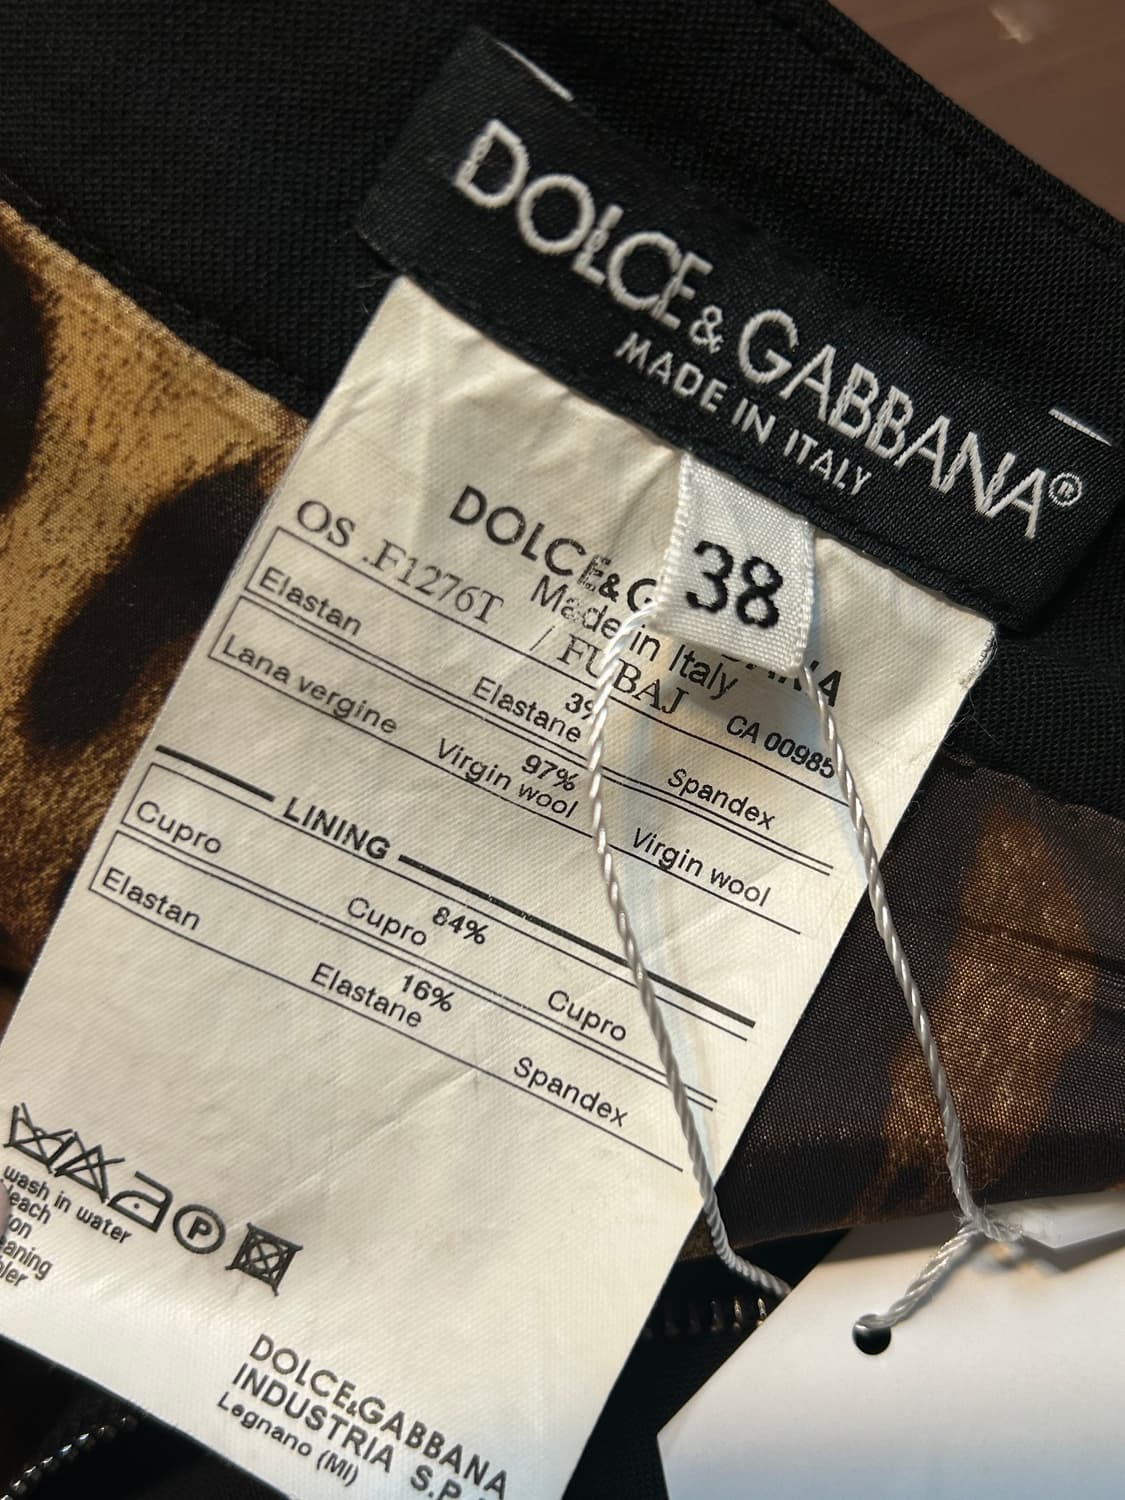 DOLCE & GABBANA®
MADE IN ITALY
38
DOLCE&G
Made in Italy
OS .F1276T / FUBAJ CA 00985
Elastan
3%
Elastane
Spandex
Lana vergine
97%
Virgin wool
Virgin wool
LINING
Cupro
84%
Cupro
Cupro
Elastan
16%
Elastane
Spandex
P
wash in water
DOLCE&GABBANA
INDUSTRIA S.P.
Legnano (MI)